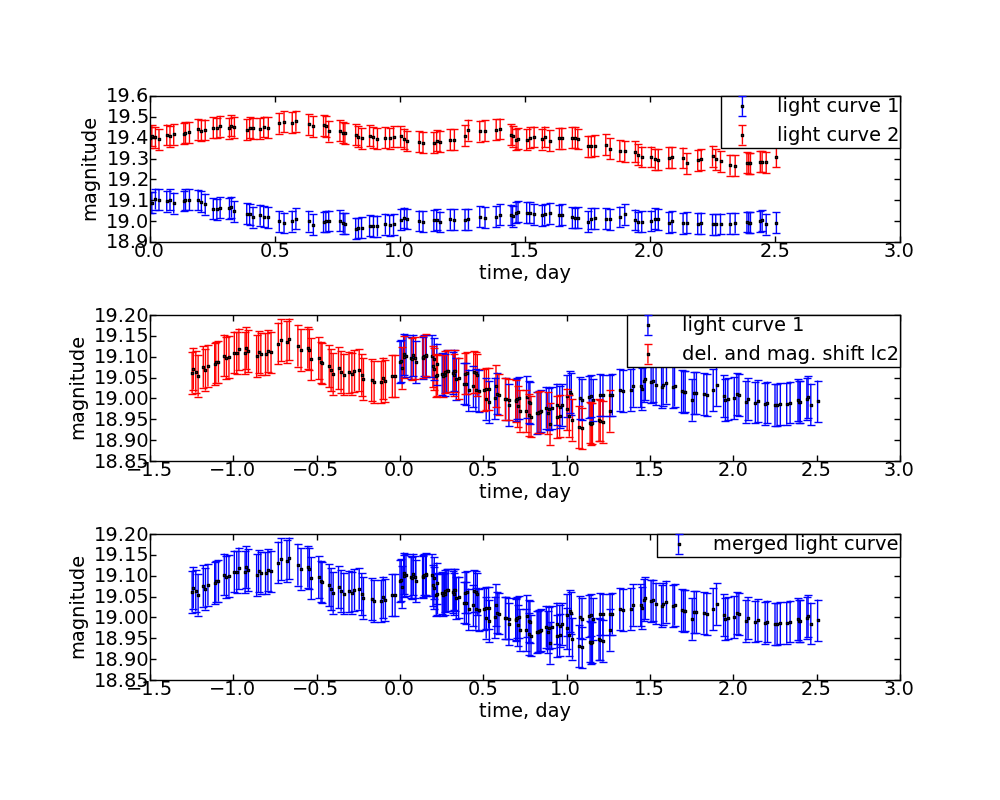 19.6
19.5
19.4
19.3
19.2
19.1
19.0
18.9
magnitude
light curve 1
light curve 2
0.0 0.5 1.0 1.5 2.0 2.5 3.0
time, day
19.20
19.15
19.10
19.05
19.00
18.95
18.90
18.85
magnitude
light curve 1
del. and mag. shift lc2
−1.5 −1.0 −0.5 0.0 0.5 1.0 1.5 2.0 2.5 3.0
time, day
19.20
19.15
19.10
19.05
19.00
18.95
18.90
18.85
magnitude
merged light curve
−1.5 −1.0 −0.5 0.0 0.5 1.0 1.5 2.0 2.5 3.0
time, day